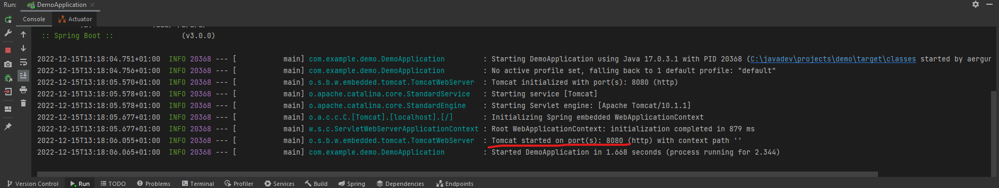 Run: DemoApplication
Console Actuator
:: Spring Boot :: (v3.0.0)
2022-12-15T13:18:04.751+01:00 INFO 20368 --- [ main] com.example.demo.DemoApplication : Starting DemoApplication using Java 17.0.3.1 with PID 20368 (C:\javadev\projects\demo\target\classes started by aergun
2022-12-15T13:18:04.756+01:00 INFO 20368 --- [ main] com.example.demo.DemoApplication : No active profile set, falling back to 1 default profile: "default"
2022-12-15T13:18:05.570+01:00 INFO 20368 --- [ main] o.s.b.w.embedded.tomcat.TomcatWebServer : Tomcat initialized with port(s): 8080 (http)
2022-12-15T13:18:05.578+01:00 INFO 20368 --- [ main] o.apache.catalina.core.StandardService : Starting service [Tomcat]
2022-12-15T13:18:05.578+01:00 INFO 20368 --- [ main] o.apache.catalina.core.StandardEngine : Starting Servlet engine: [Apache Tomcat/10.1.1]
2022-12-15T13:18:05.677+01:00 INFO 20368 --- [ main] o.a.c.c.C.[Tomcat].[localhost].[/] : Initializing Spring embedded WebApplicationContext
2022-12-15T13:18:05.677+01:00 INFO 20368 --- [ main] w.s.c.ServletWebServerApplicationContext : Root WebApplicationContext: initialization completed in 879 ms
2022-12-15T13:18:06.055+01:00 INFO 20368 --- [ main] o.s.b.w.embedded.tomcat.TomcatWebServer : Tomcat started on port(s): 8080 (http) with context path ''
2022-12-15T13:18:06.065+01:00 INFO 20368 --- [ main] com.example.demo.DemoApplication : Started DemoApplication in 1.668 seconds (process running for 2.344)
Version Control Run TODO Problems Terminal Profiler Services Build Spring Dependencies Endpoints